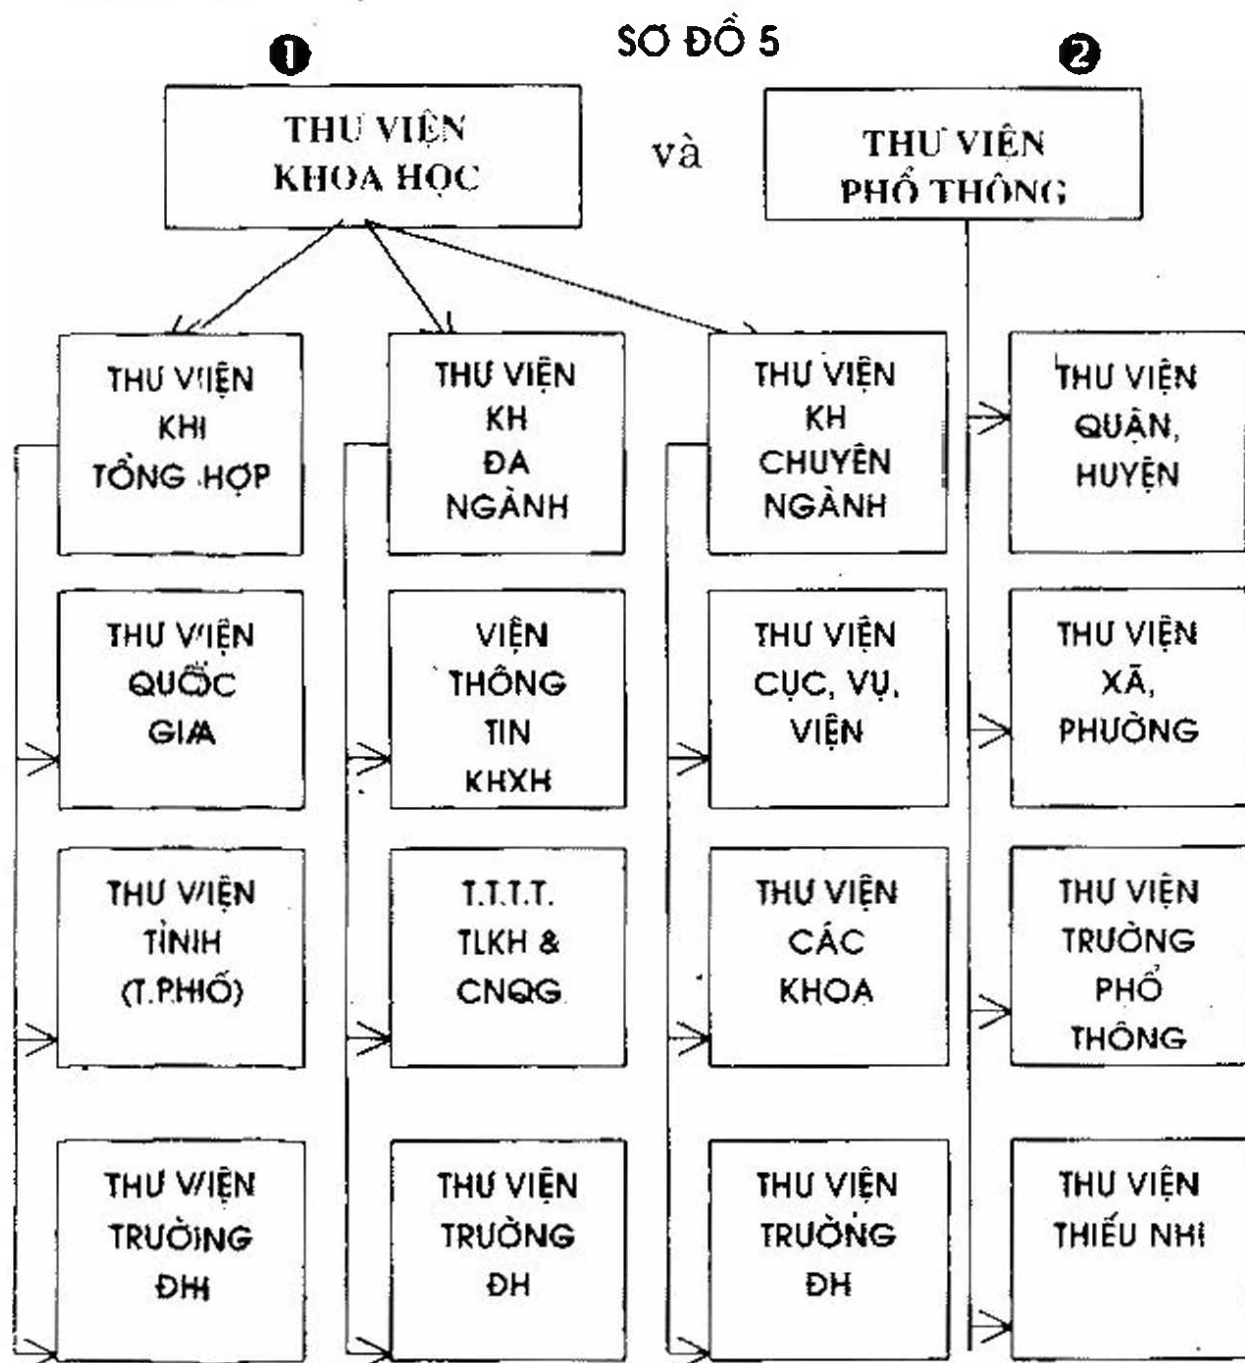 SƠ ĐỒ 5
❶
❷
THƯ VIỆN
KHOA HỌC
và
THƯ VIỆN
PHỔ THÔNG
THƯ VIỆN
KH
TỔNG HỢP
THƯ VIỆN
KH
ĐA
NGÀNH
THƯ VIỆN
KH
CHUYÊN
NGÀNH
THƯ VIỆN
QUẬN,
HUYỆN
THƯ VIỆN
QUỐC
GIA
VIỆN
THÔNG
TIN
KHXH
THƯ VIỆN
CỤC, VỤ,
VIỆN
THƯ VIỆN
XÃ,
PHƯỜNG
THƯ VIỆN
TỈNH
(T.PHỐ)
T.T.T.T.
TLKH &
CNQG
THƯ VIỆN
CÁC
KHOA
THƯ VIỆN
TRƯỜNG
PHỔ
THÔNG
THƯ VIỆN
TRƯỜNG
ĐH
THƯ VIỆN
TRƯỜNG
ĐH
THƯ VIỆN
TRƯỜNG
ĐH
THƯ VIỆN
THIẾU NHI